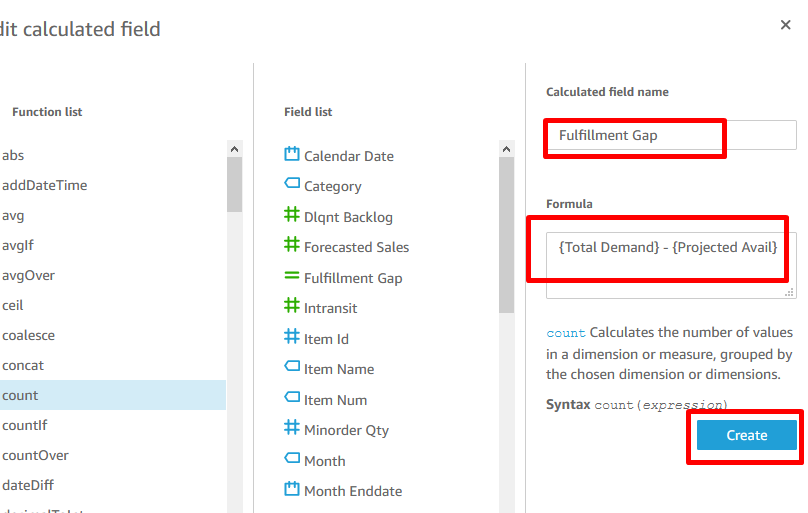 dit calculated field
Function list
abs
addDateTime
avg
avgIf
avgOver
ceil
coalesce
concat
count
countIf
countOver
dateDiff
Field list
Calendar Date
Category
Dlqnt Backlog
Forecasted Sales
Fulfillment Gap
Intransit
Item Id
Item Name
Item Num
Minorder Qty
Month
Month Enddate
Calculated field name
Fulfillment Gap
Formula
{Total Demand} - {Projected Avail}
count Calculates the number of values
in a dimension or measure, grouped by
the chosen dimension or dimensions.
Syntax count(expression)
Create